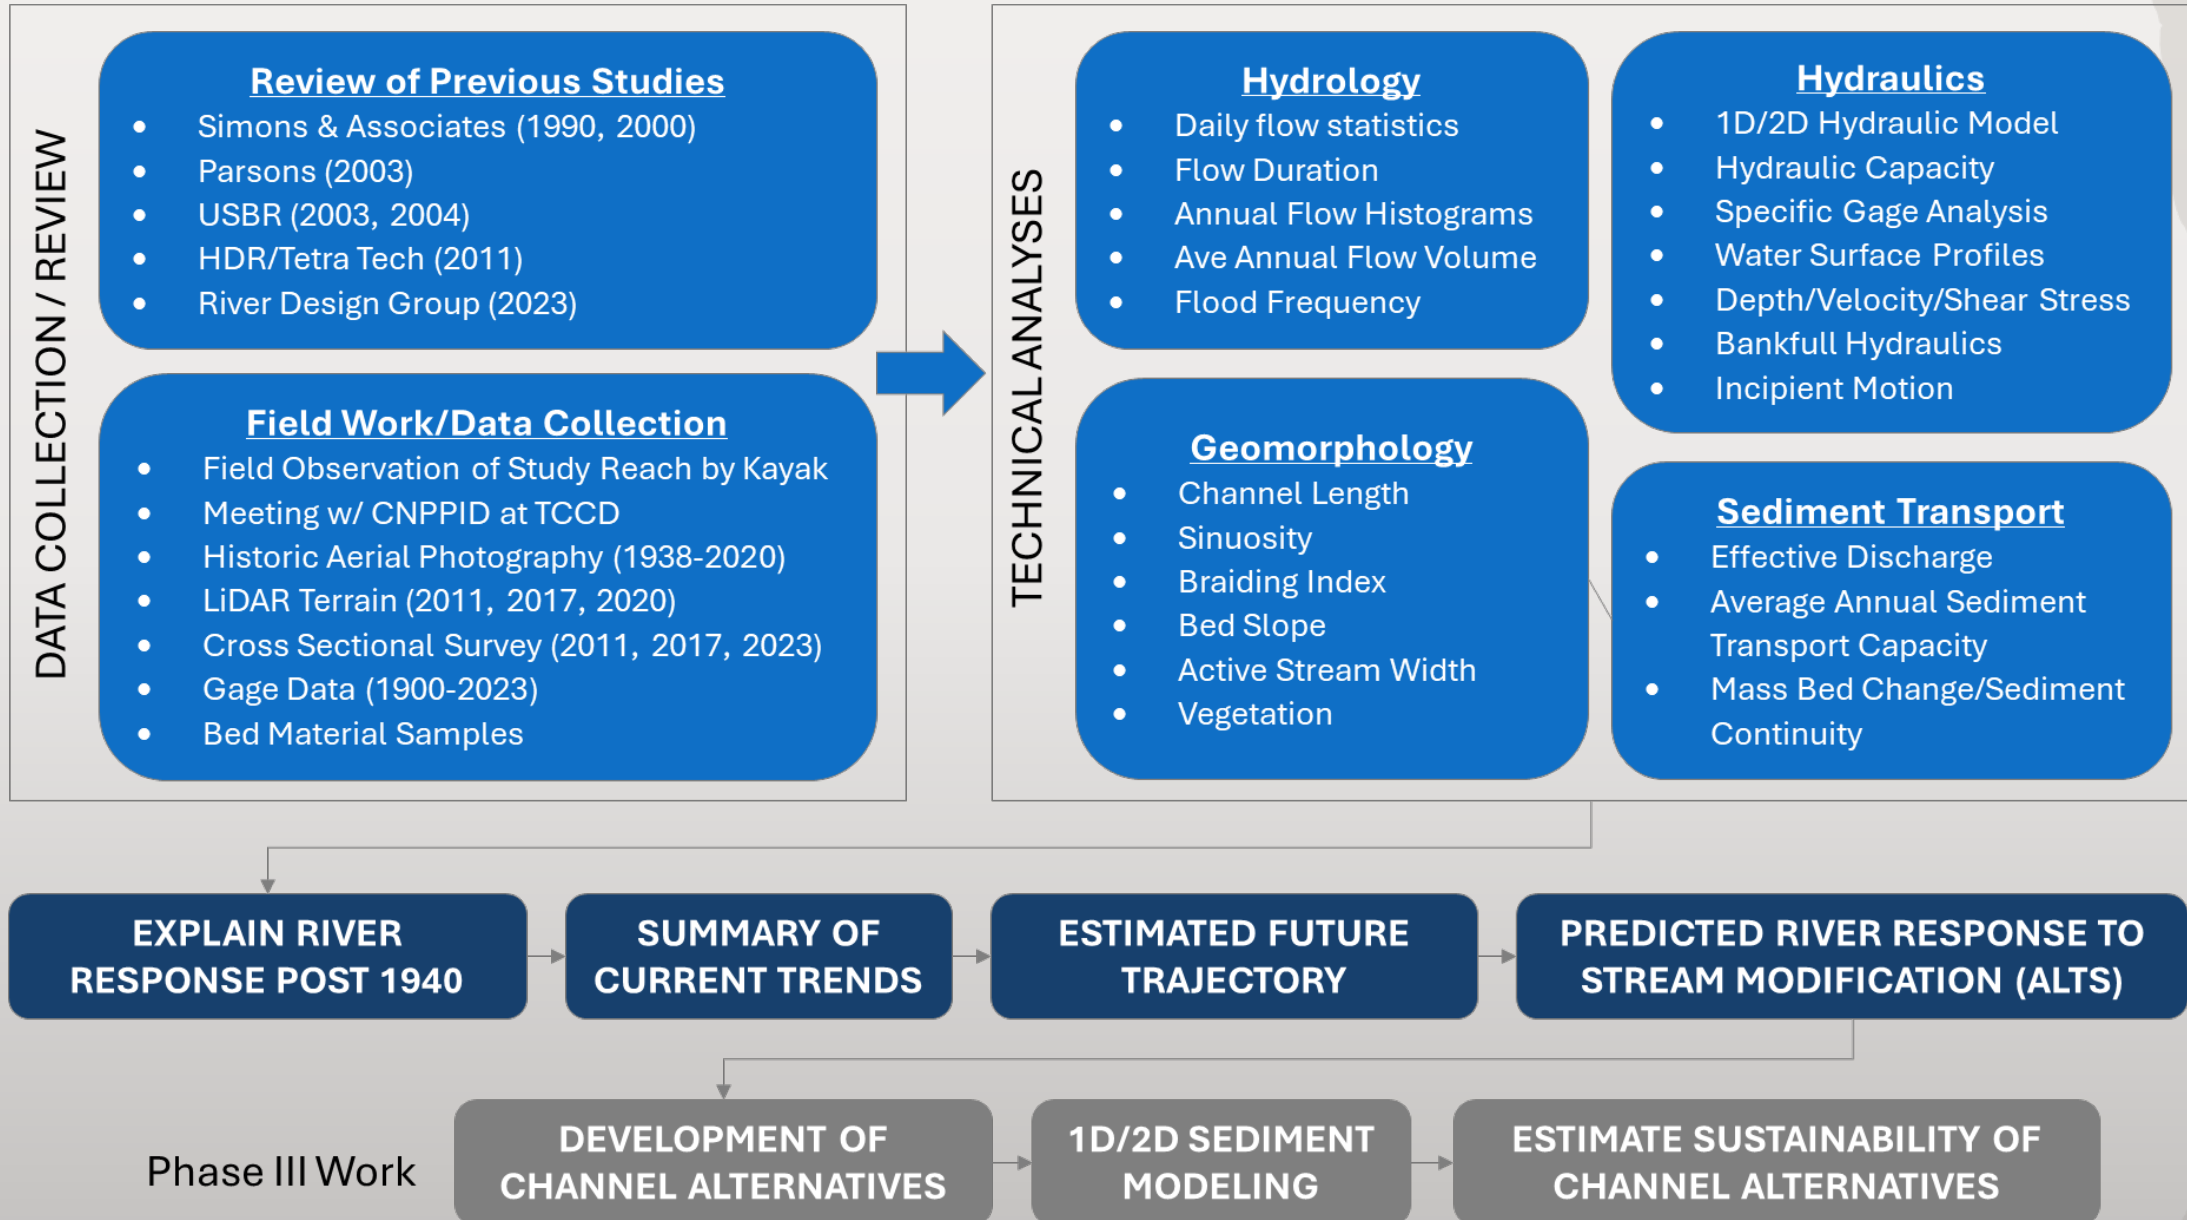 DATA COLLECTION / REVIEW
Review of Previous Studies
• Simons & Associates (1990, 2000)
• Parsons (2003)
• USBR (2003, 2004)
• HDR/Tetra Tech (2011)
• River Design Group (2023)
Field Work/Data Collection
• Field Observation of Study Reach by Kayak
• Meeting w/ CNPPID at TCCD
• Historic Aerial Photography (1938-2020)
• LiDAR Terrain (2011, 2017, 2020)
• Cross Sectional Survey (2011, 2017, 2023)
• Gage Data (1900-2023)
• Bed Material Samples
TECHNICAL ANALYSES
Hydrology
• Daily flow statistics
• Flow Duration
• Annual Flow Histograms
• Ave Annual Flow Volume
• Flood Frequency
Geomorphology
• Channel Length
• Sinuosity
• Braiding Index
• Bed Slope
• Active Stream Width
• Vegetation
Hydraulics
• 1D/2D Hydraulic Model
• Hydraulic Capacity
• Specific Gage Analysis
• Water Surface Profiles
• Depth/Velocity/Shear Stress
• Bankfull Hydraulics
• Incipient Motion
Sediment Transport
• Effective Discharge
• Average Annual Sediment
Transport Capacity
• Mass Bed Change/Sediment
Continuity
EXPLAIN RIVER
RESPONSE POST 1940
SUMMARY OF
CURRENT TRENDS
ESTIMATED FUTURE
TRAJECTORY
PREDICTED RIVER RESPONSE TO
STREAM MODIFICATION (ALTS)
Phase III Work
DEVELOPMENT OF
CHANNEL ALTERNATIVES
1D/2D SEDIMENT
MODELING
ESTIMATE SUSTAINABILITY OF
CHANNEL ALTERNATIVES